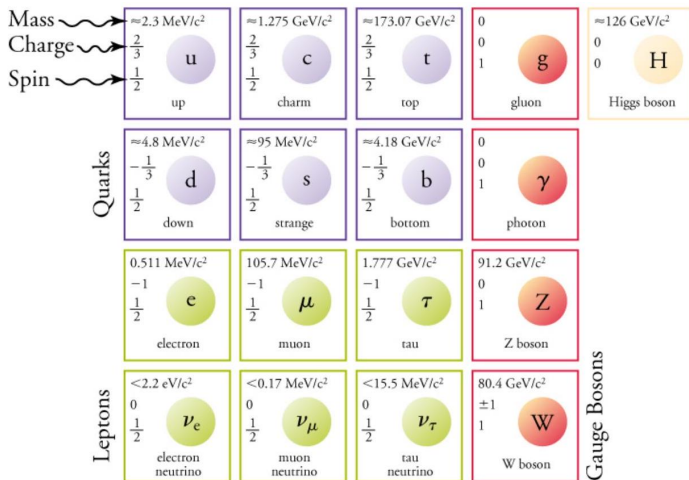 Mass
Charge
Spin
≈2.3 MeV/c²
2/3
1/2
u
up
≈1.275 GeV/c²
2/3
1/2
c
charm
≈173.07 GeV/c²
2/3
1/2
t
top
0
0
1
g
gluon
≈126 GeV/c²
0
0
H
Higgs boson
Quarks
≈4.8 MeV/c²
-1/3
1/2
d
down
≈95 MeV/c²
-1/3
1/2
s
strange
≈4.18 GeV/c²
-1/3
1/2
b
bottom
0
0
1
γ
photon
0.511 MeV/c²
−1
1/2
e
electron
105.7 MeV/c²
−1
1/2
μ
muon
1.777 GeV/c²
−1
1/2
τ
tau
91.2 GeV/c²
0
1
Z
Z boson
Leptons
<2.2 eV/c²
0
1/2
νe
electron
neutrino
<0.17 MeV/c²
0
1/2
νμ
muon
neutrino
<15.5 MeV/c²
0
1/2
ντ
tau
neutrino
80.4 GeV/c²
±1
1
W
W boson
Gauge Bosons